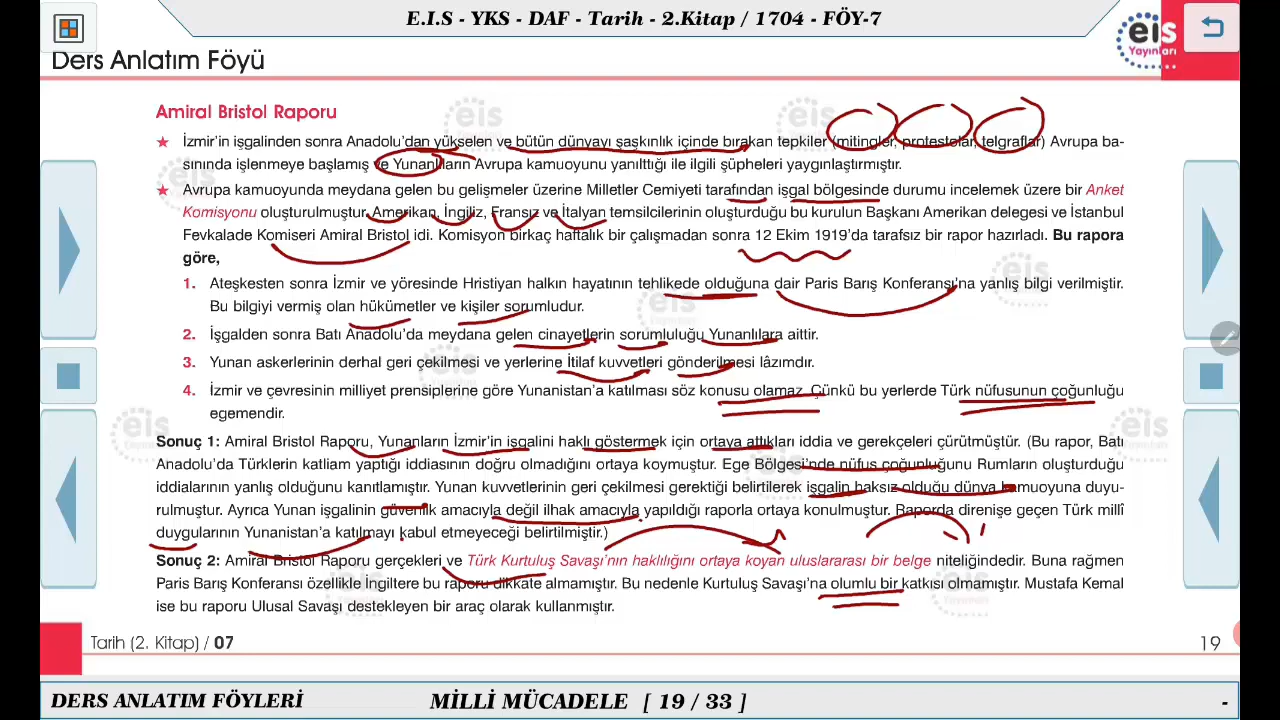 E.I.S - YKS - DAF - Tarih - 2.Kitap / 1704 - FÖY-7
eis
Yayınları
Ders Anlatım Föyü
Amiral Bristol Raporu
★ İzmir'in işgalinden sonra Anadolu'dan yükselen ve bütün dünyayı şaşkınlık içinde bırakan tepkiler (mitingler, protestolar, telgraflar) Avrupa ba-
sınında işlenmeye başlamış ve Yunanlıların Avrupa kamuoyunu yanılttığı ile ilgili şüpheleri yaygınlaştırmıştır.
★ Avrupa kamuoyunda meydana gelen bu gelişmeler üzerine Milletler Cemiyeti tarafından işgal bölgesinde durumu incelemek üzere bir Anket
Komisyonu oluşturulmuştur. Amerikan, İngiliz, Fransız ve İtalyan temsilcilerinin oluşturduğu bu kurulun Başkanı Amerikan delegesi ve İstanbul
Fevkalade Komiseri Amiral Bristol idi. Komisyon birkaç haftalık bir çalışmadan sonra 12 Ekim 1919'da tarafsız bir rapor hazırladı. Bu rapora
göre,
1. Ateşkesten sonra İzmir ve yöresinde Hristiyan halkın hayatının tehlikede olduğuna dair Paris Barış Konferansı'na yanlış bilgi verilmiştir.
Bu bilgiyi vermiş olan hükümetler ve kişiler sorumludur.
2. İşgalden sonra Batı Anadolu'da meydana gelen cinayetlerin sorumluluğu Yunanlılara aittir.
3. Yunan askerlerinin derhal geri çekilmesi ve yerlerine İtilaf kuvvetleri gönderilmesi lâzımdır.
4. İzmir ve çevresinin milliyet prensiplerine göre Yunanistan'a katılması söz konusu olamaz. Çünkü bu yerlerde Türk nüfusunun çoğunluğu
egemendir.
Sonuç 1: Amiral Bristol Raporu, Yunanların İzmir'in işgalini haklı göstermek için ortaya attıkları iddia ve gerekçeleri çürütmüştür. (Bu rapor, Batı
Anadolu'da Türklerin katliam yaptığı iddiasının doğru olmadığını ortaya koymuştur. Ege Bölgesi'nde nüfus çoğunluğunu Rumların oluşturduğu
iddialarının yanlış olduğunu kanıtlamıştır. Yunan kuvvetlerinin geri çekilmesi gerektiği belirtilerek işgalin haksız olduğu dünya kamuoyuna duyu-
rulmuştur. Ayrıca Yunan işgalinin güvenlik amacıyla değil ilhak amacıyla yapıldığı raporla ortaya konulmuştur. Raporda direnişe geçen Türk millî
duygularının Yunanistan'a katılmayı kabul etmeyeceği belirtilmiştir.)
Sonuç 2: Amiral Bristol Raporu gerçekleri ve Türk Kurtuluş Savaşı'nın haklılığını ortaya koyan uluslararası bir belge niteliğindedir. Buna rağmen
Paris Barış Konferansı özellikle İngiltere bu raporu dikkate almamıştır. Bu nedenle Kurtuluş Savaşı'na olumlu bir katkısı olmamıştır. Mustafa Kemal
ise bu raporu Ulusal Savaşı destekleyen bir araç olarak kullanmıştır.
Tarih (2. Kitap) / 07
19
DERS ANLATIM FÖYLERİ
MİLLİ MÜCADELE [ 19 / 33 ]
-